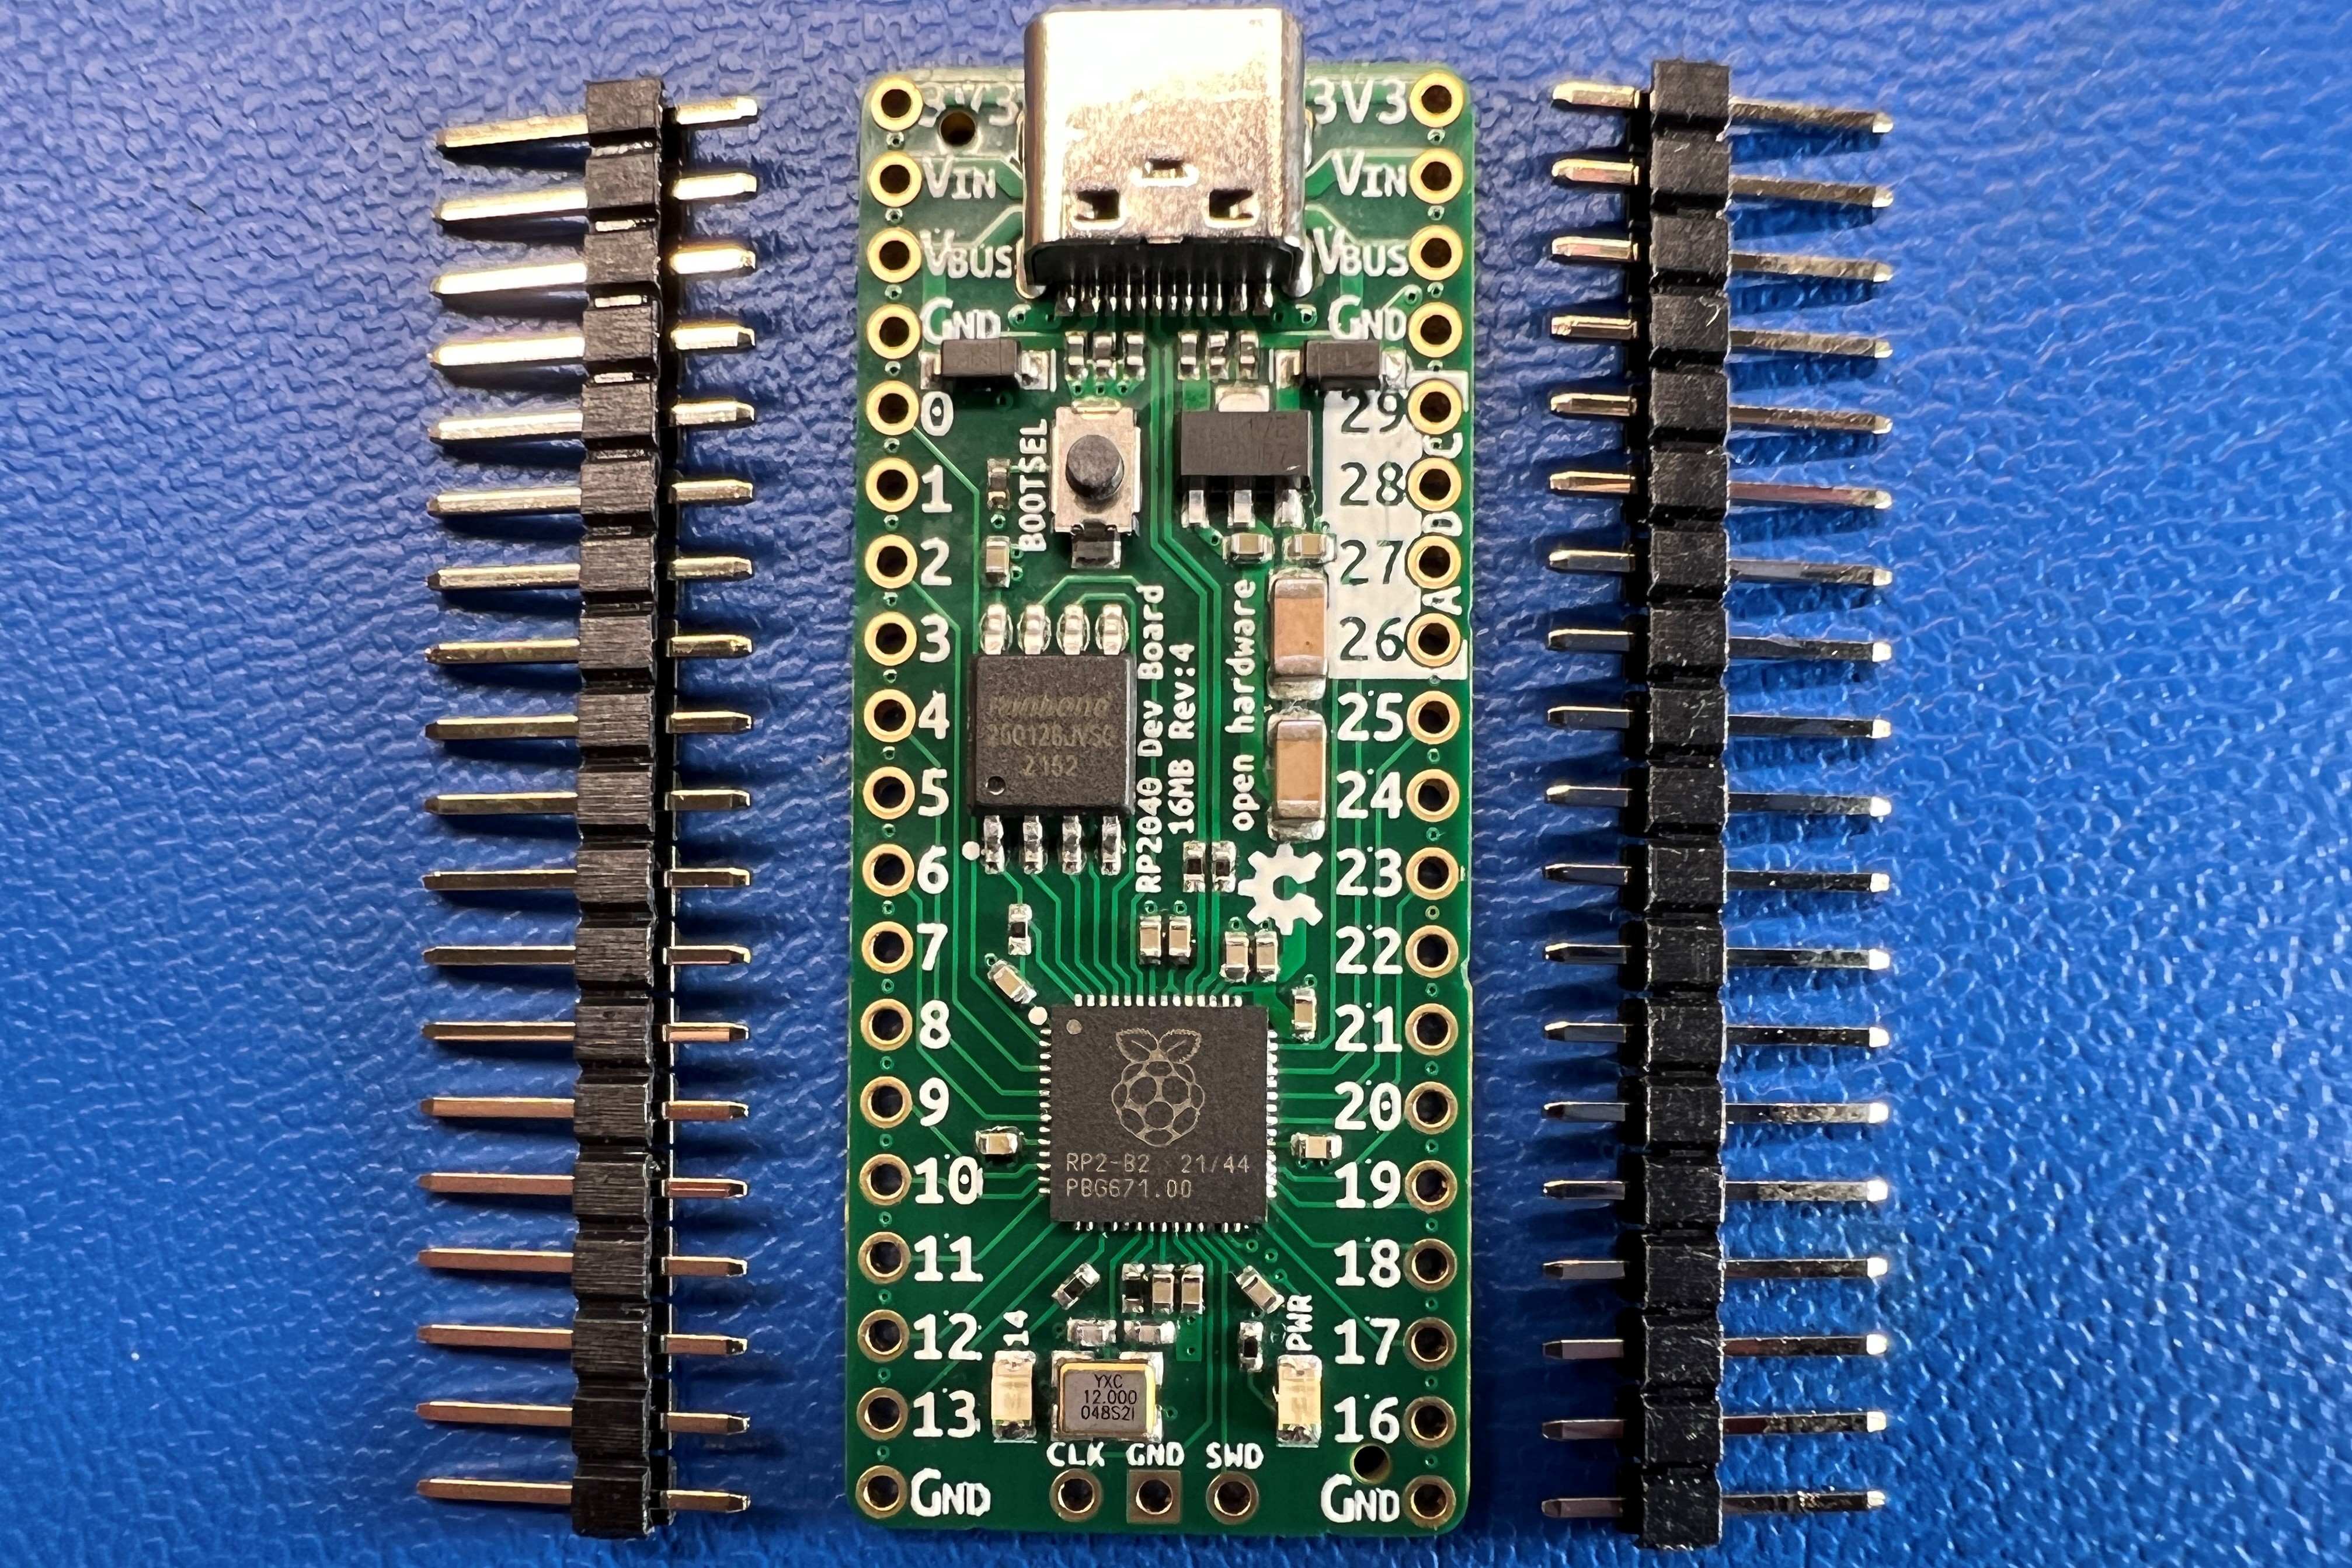 3V3
3V3
VIN
VIN
VBUS
VBUS
GND
GND
0
29
1
28
2
27
3
26
ADC
BOOTSEL
RP2040 Dev Board
16MB Rev:4
open hardware
winbond
2152
4
25
5
24
6
23
7
22
8
21
9
20
RP2-B2 21/44
PBG671.00
10
19
11
18
12
17
14
PWR
13
16
YXC
12.000
048S2I
CLK GND SWD
GND
GND